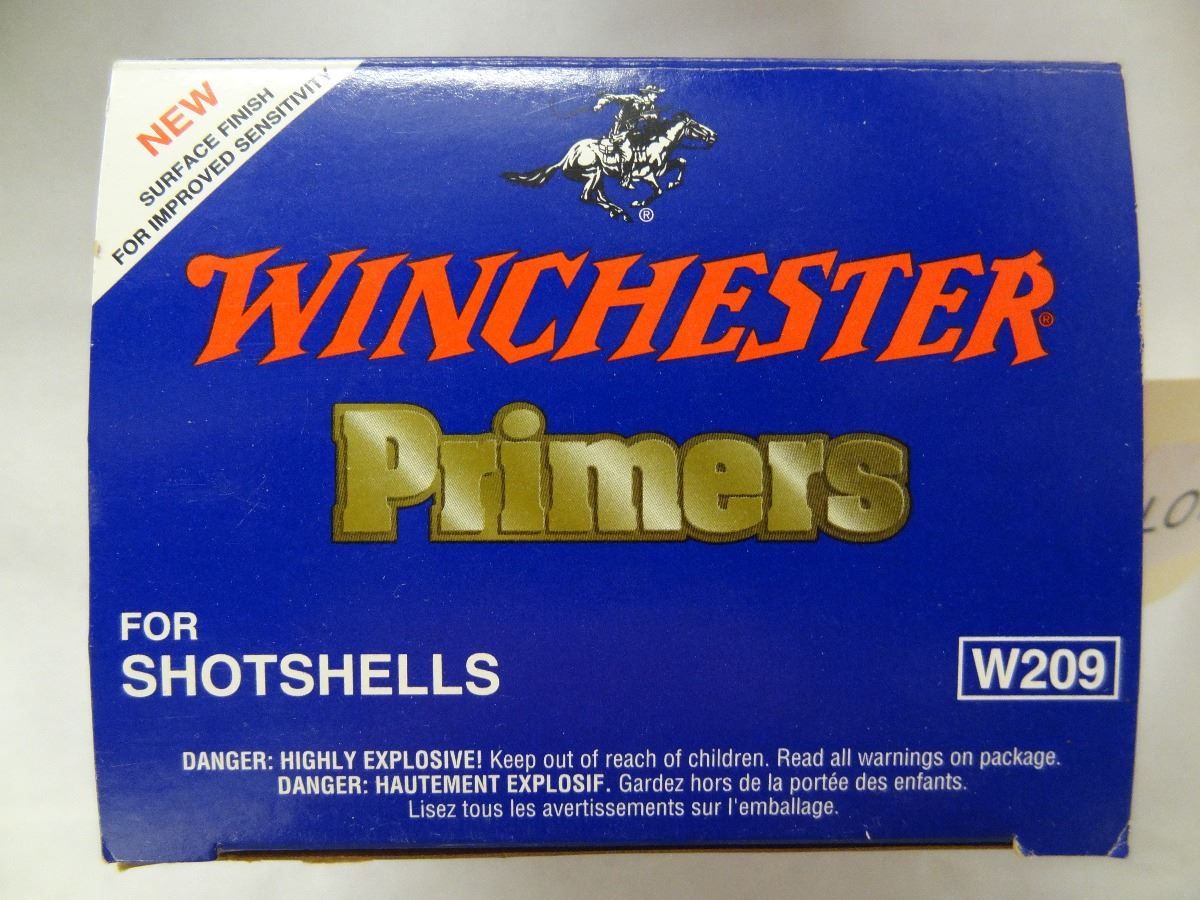 NEW
SURFACE FINISH
FOR IMPROVED SENSITIVITY
®
WINCHESTER®
Primers
FOR
SHOTSHELLS
W209
DANGER: HIGHLY EXPLOSIVE! Keep out of reach of children. Read all warnings on package.
DANGER: HAUTEMENT EXPLOSIF. Gardez hors de la portée des enfants.
Lisez tous les avertissements sur l'emballage.